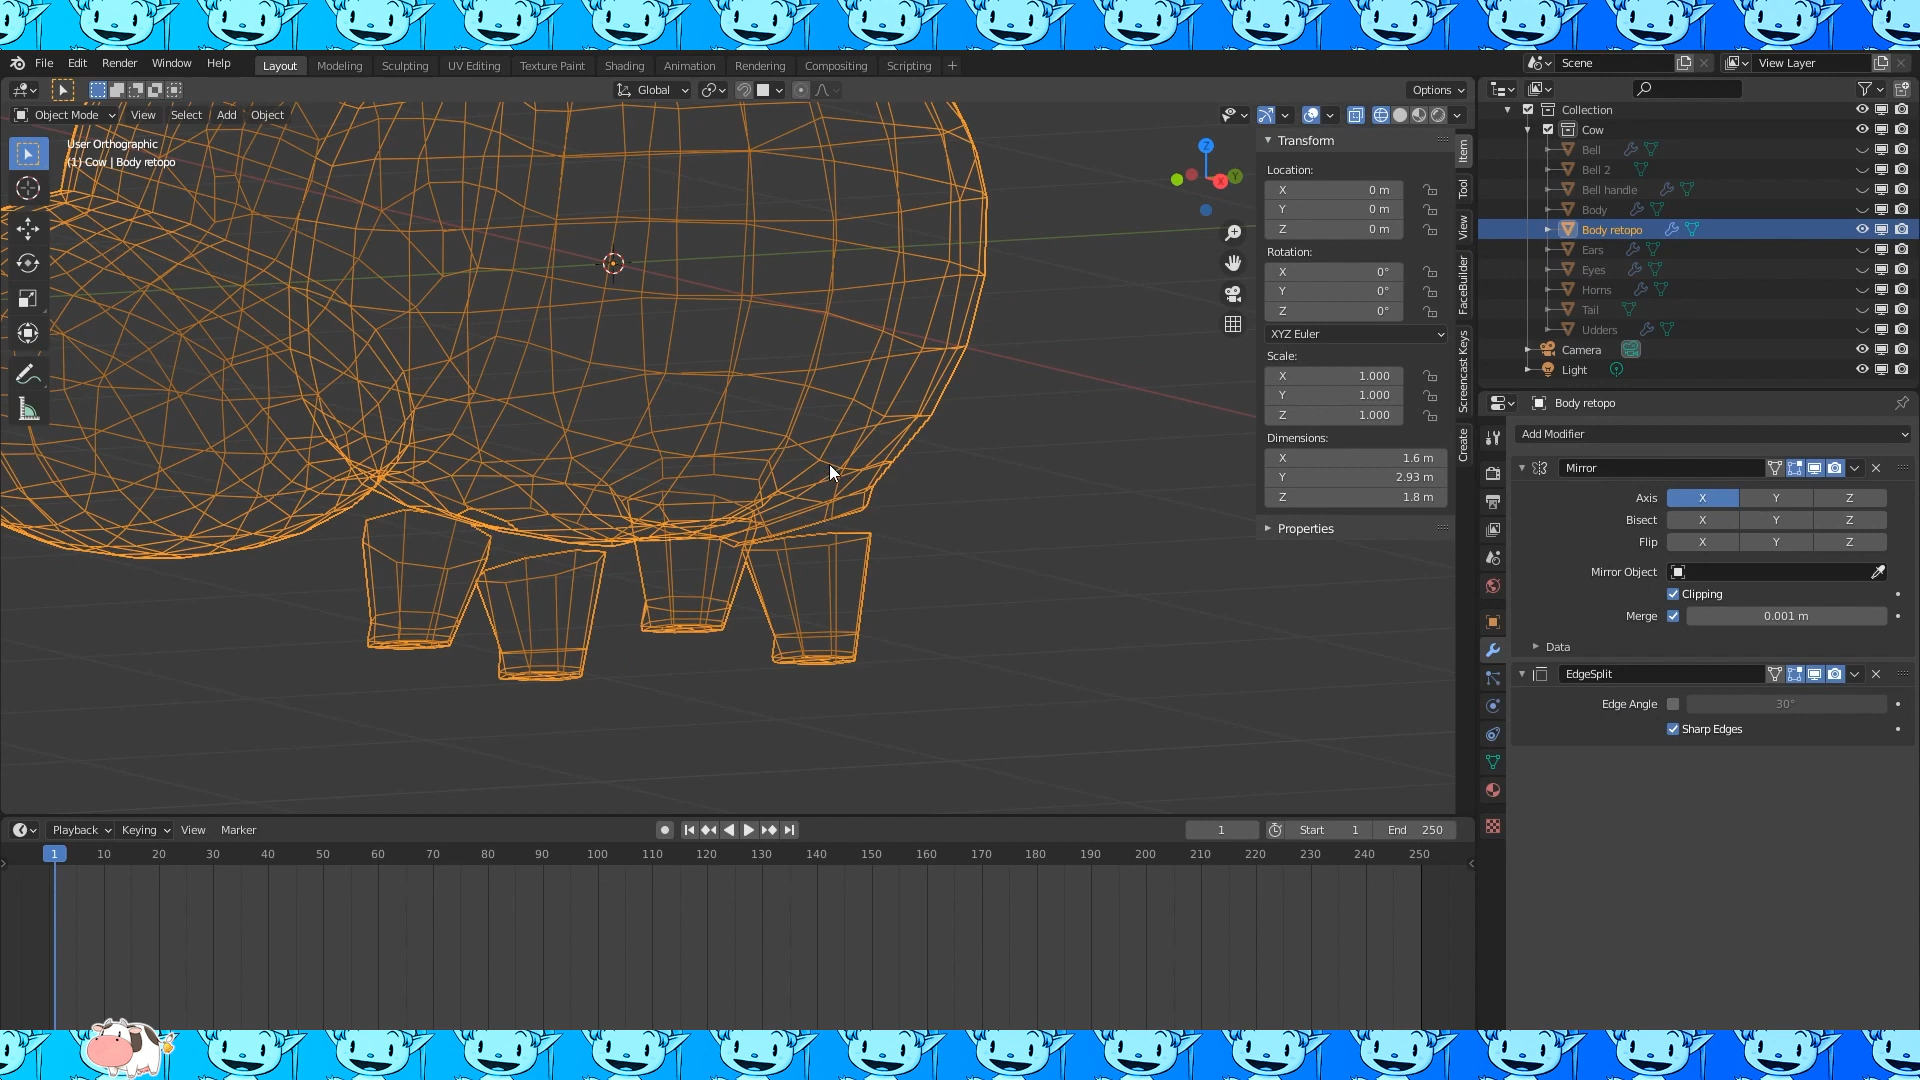 File Edit Render Window Help Layout Modeling Sculpting UV Editing Texture Paint Shading Animation Rendering Compositing Scripting + Scene View Layer
Global Options
Object Mode View Select Add Object
User Orthographic
(1) Cow | Body retopo
Z
X
Y
Transform
Location:
X 0 m
Y 0 m
Z 0 m
Rotation:
X 0°
Y 0°
Z 0°
XYZ Euler
Scale:
X 1.000
Y 1.000
Z 1.000
Dimensions:
X 1.6 m
Y 2.93 m
Z 1.8 m
Properties
Item
Tool
View
FaceBuilder
Screencast Keys
Create
Collection
Cow
Bell
Bell 2
Bell handle
Body
Body retopo
Ears
Eyes
Horns
Tail
Udders
Camera
Light
Body retopo
Add Modifier
Mirror
Axis X Y Z
Bisect X Y Z
Flip X Y Z
Mirror Object
Clipping
Merge 0.001 m
Data
EdgeSplit
Edge Angle 30°
Sharp Edges
Playback Keying View Marker 1 Start 1 End 250
1 10 20 30 40 50 60 70 80 90 100 110 120 130 140 150 160 170 180 190 200 210 220 230 240 250